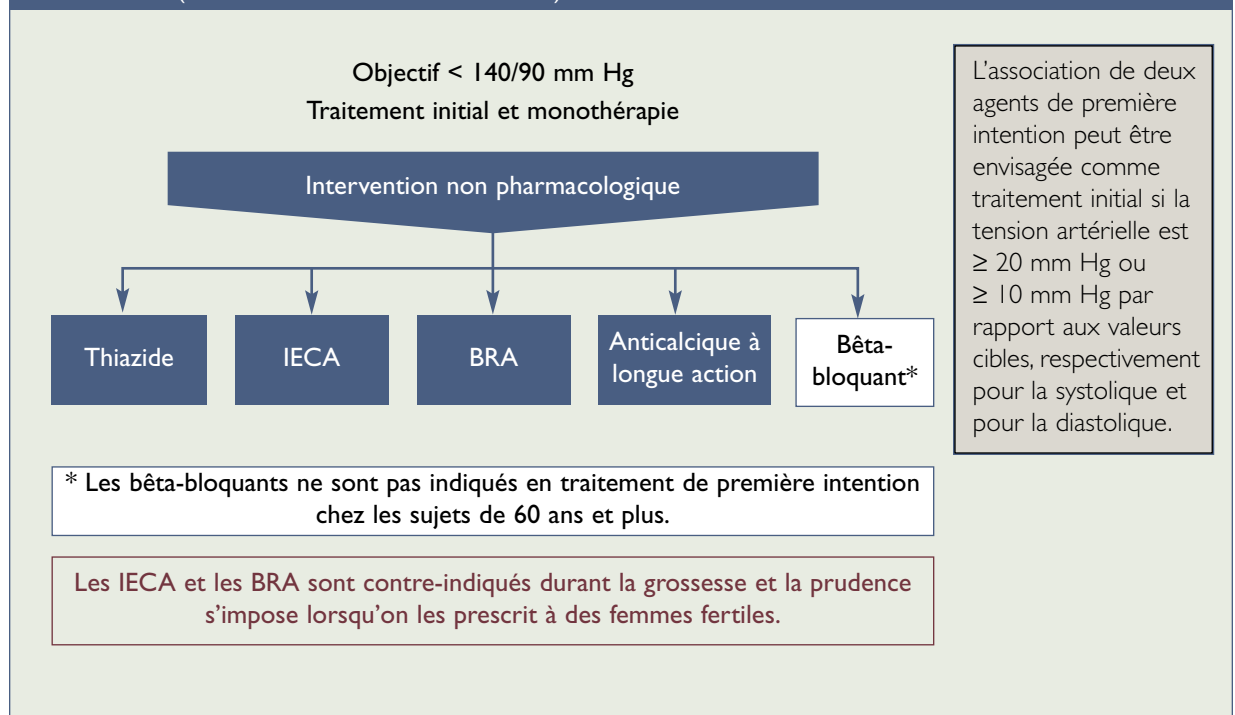 Objectif < 140/90 mm Hg
Traitement initial et monothérapie
Intervention non pharmacologique
Thiazide
IECA
BRA
Anticalcique à
longue action
Bêta-
bloquant*
* Les bêta-bloquants ne sont pas indiqués en traitement de première intention
chez les sujets de 60 ans et plus.
Les IECA et les BRA sont contre-indiqués durant la grossesse et la prudence
s'impose lorsqu'on les prescrit à des femmes fertiles.
L'association de deux
agents de première
intention peut être
envisagée comme
traitement initial si la
tension artérielle est
≥ 20 mm Hg ou
≥ 10 mm Hg par
rapport aux valeurs
cibles, respectivement
pour la systolique et
pour la diastolique.